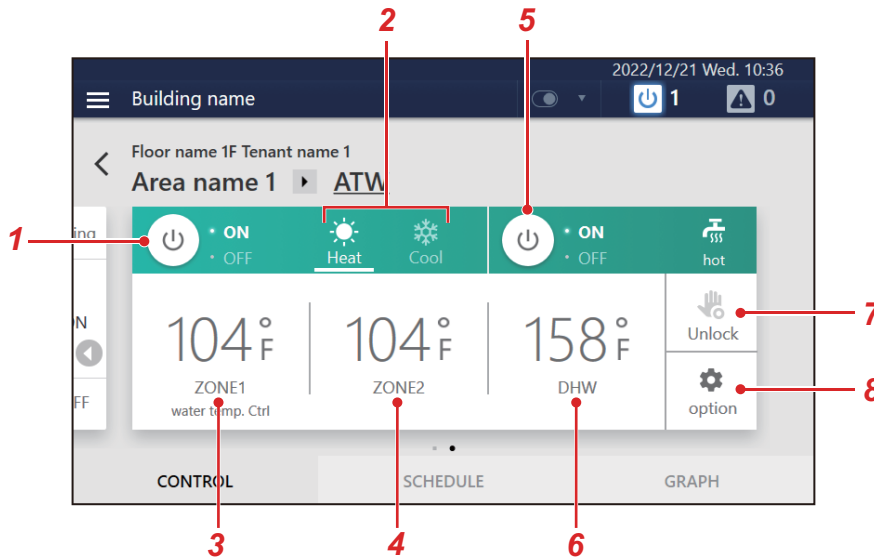 2 5
2022/12/21 Wed. 10:36
Building name 1 0
Floor name 1F Tenant name 1
Area name 1 ATW
1 ing ON Heat Cool ON hot
OFF OFF
7
ON 104°F 104°F 158°F Unlock
8
FF ZONE1 ZONE2 DHW option
water temp. Ctrl
CONTROL SCHEDULE GRAPH
3 4 6